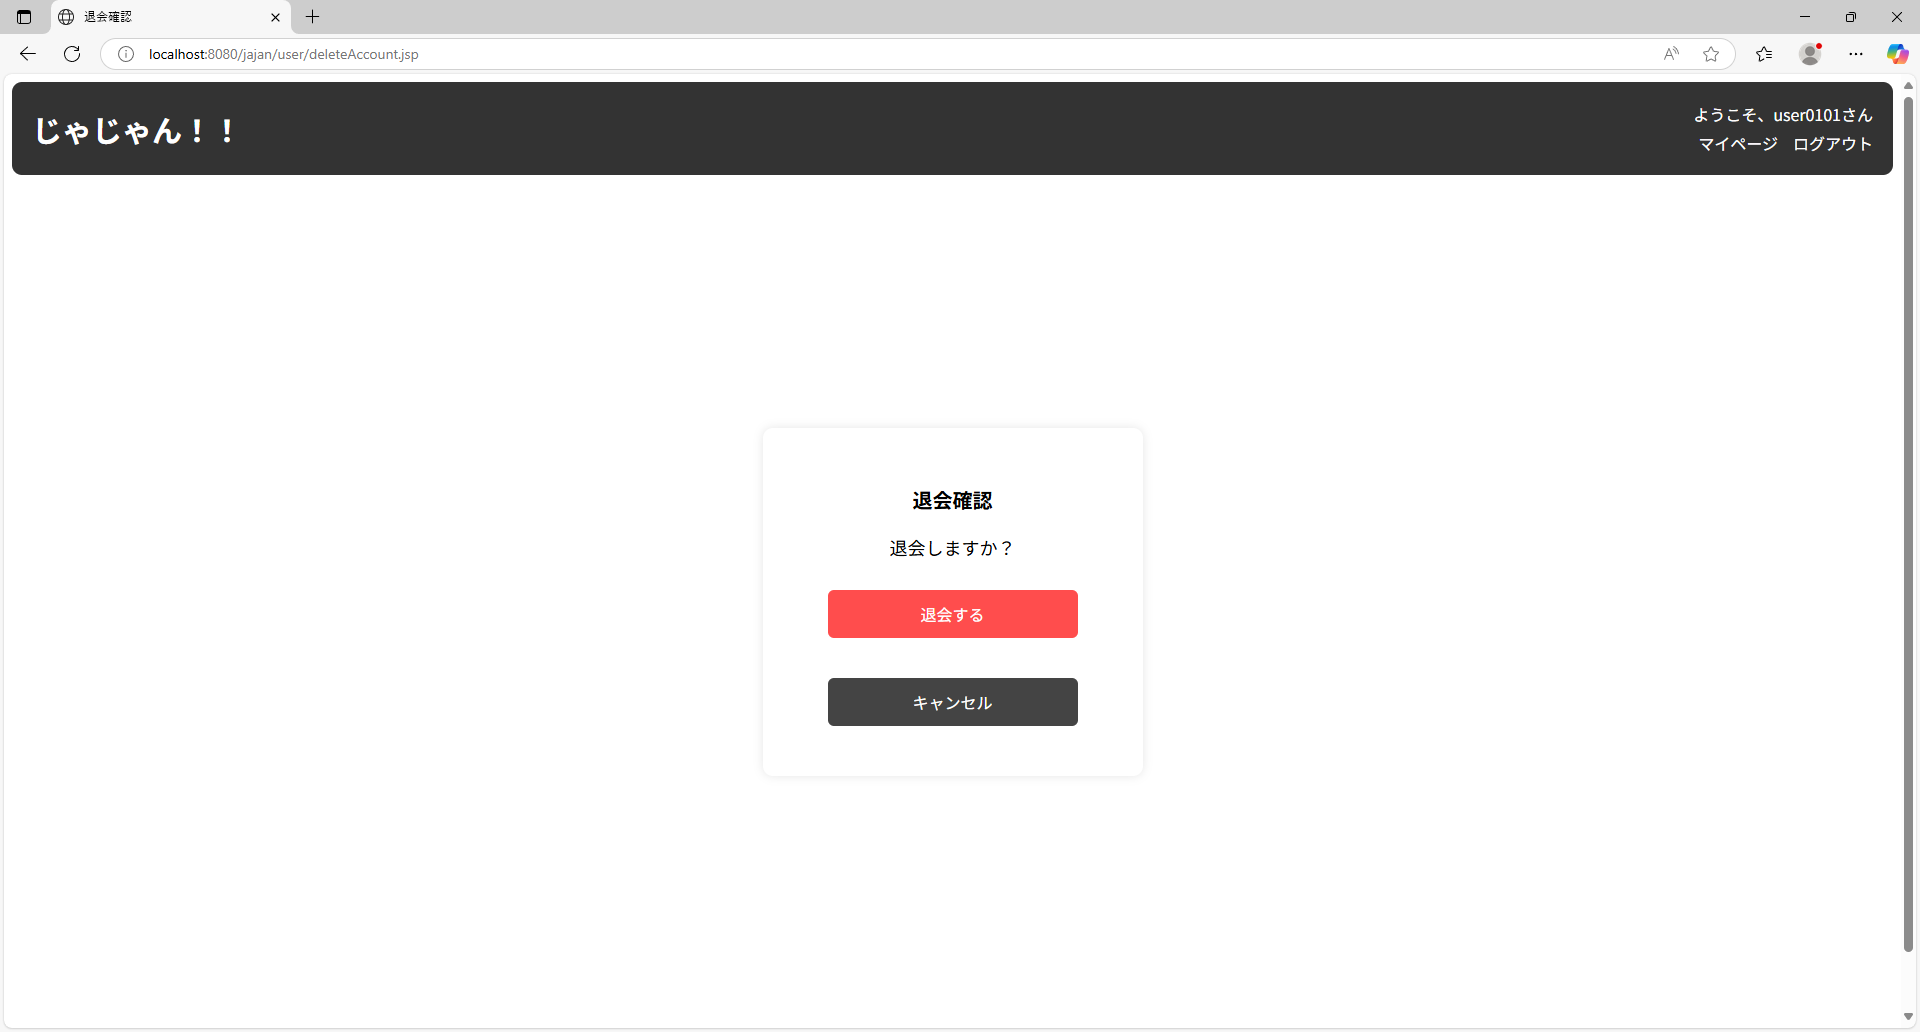 退会確認
localhost:8080/jajan/user/deleteAccount.jsp
じゃじゃん！！
ようこそ、user0101さん
マイページ ログアウト
退会確認
退会しますか？
退会する
キャンセル